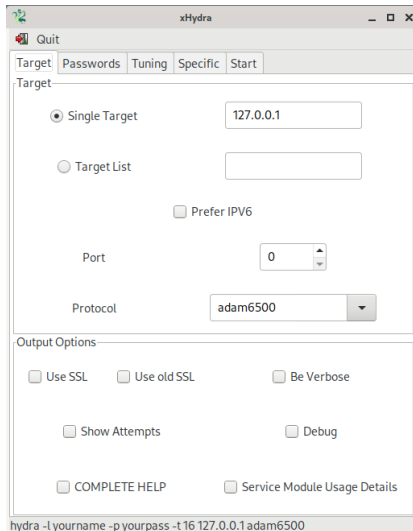 xHydra
Quit
Target Passwords Tuning Specific Start
Target
Single Target 127.0.0.1
Target List
Prefer IPV6
Port 0
Protocol adam6500
Output Options
Use SSL Use old SSL Be Verbose
Show Attempts Debug
COMPLETE HELP Service Module Usage Details
hydra -l yourname -p yourpass -t 16 127.0.0.1 adam6500